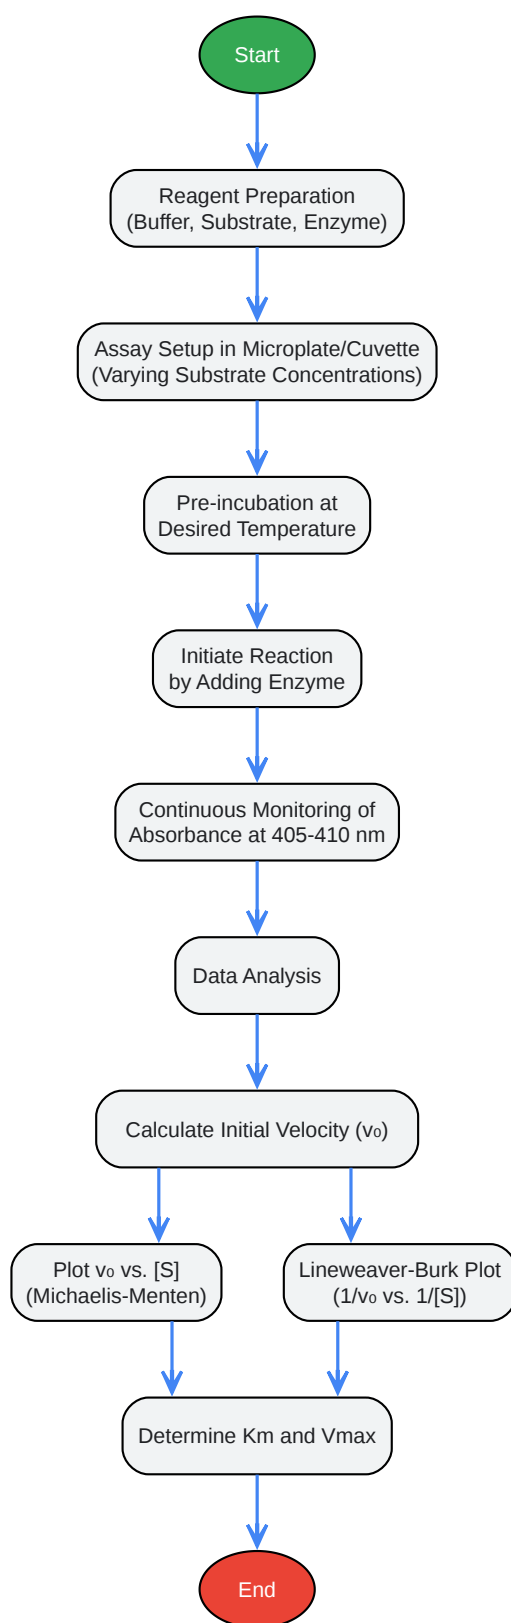 Start
Reagent Preparation
(Buffer, Substrate, Enzyme)
Assay Setup in Microplate/Cuvette
(Varying Substrate Concentrations)
Pre-incubation at
Desired Temperature
Initiate Reaction
by Adding Enzyme
Continuous Monitoring of
Absorbance at 405-410 nm
Data Analysis
Calculate Initial Velocity (v₀)
Plot v₀ vs. [S]
(Michaelis-Menten)
Lineweaver-Burk Plot
(1/v₀ vs. 1/[S])
Determine Km and Vmax
End